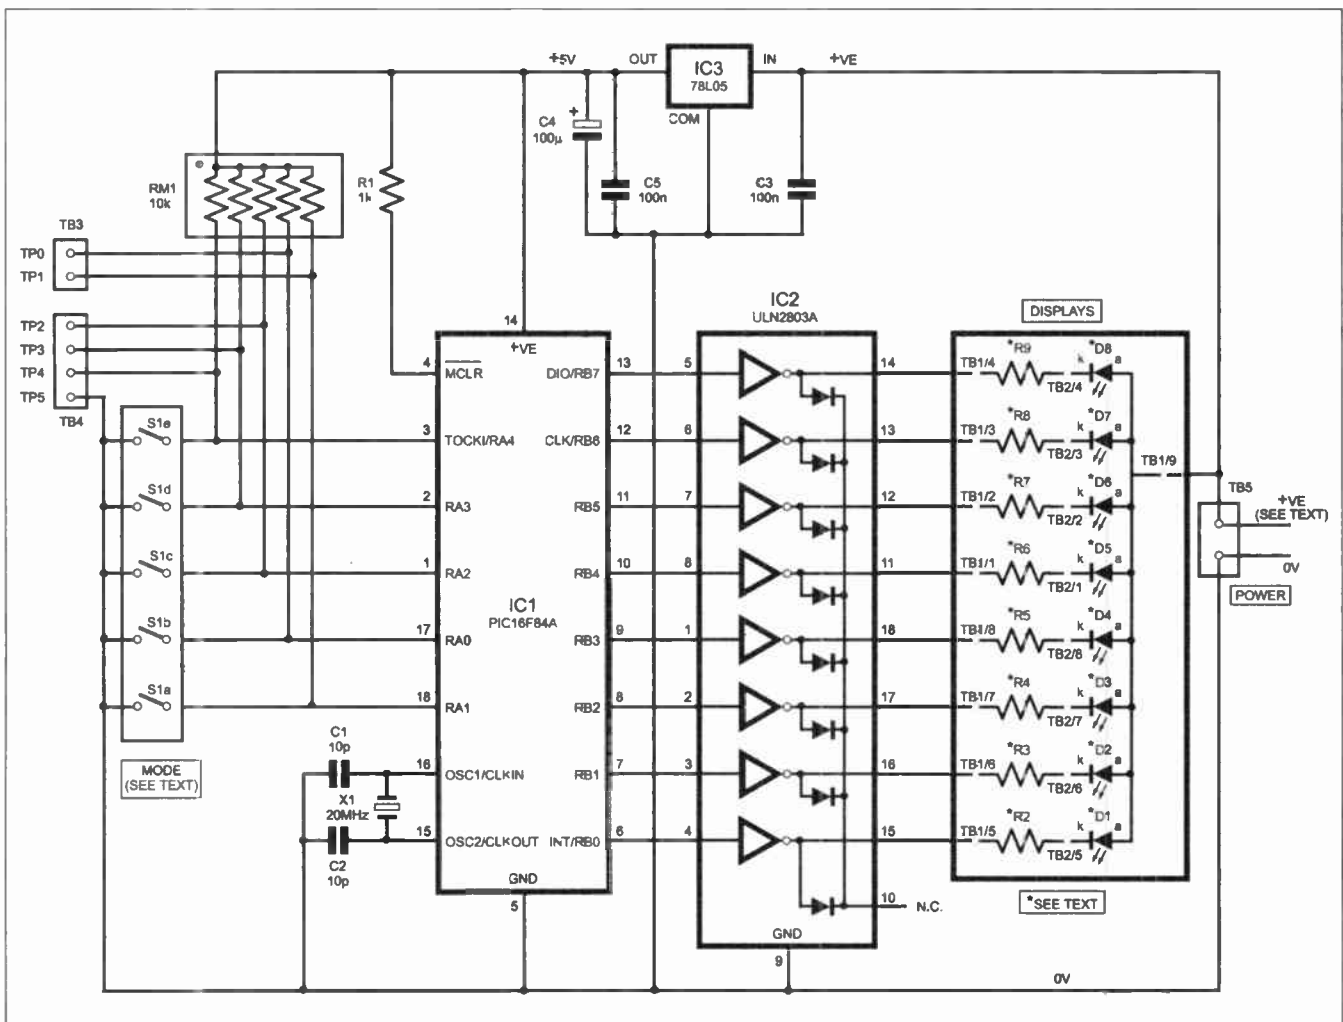 +5V
OUT
IC3
78L05
COM
IN
+VE
C4
100µ
+
C5
100n
C3
100n
RM1
10k
R1
1k
TB3
TP0
TP1
TP2
TP3
TP4
TP5
TB4
S1e
S1d
S1c
S1b
S1a
MODE
(SEE TEXT)
C1
10p
X1
20MHz
C2
10p
14
+VE
4
MCLR
3
TOCKI/RA4
2
RA3
1
RA2
17
RA0
18
RA1
16
OSC1/CLKIN
15
OSC2/CLKOUT
IC1
PIC16F84A
DIO/RB7
13
CLK/RB6
12
RB5
11
RB4
10
RB3
9
RB2
8
RB1
7
INT/RB0
6
GND
5
IC2
ULN2803A
5
14
6
13
7
12
8
11
1
18
2
17
3
16
4
15
10
N.C.
GND
9
DISPLAYS
TB1/4
*R9
TB2/4
k
*D8
a
TB1/3
*R8
TB2/3
k
*D7
a
TB1/2
*R7
TB2/2
k
*D6
a
TB1/1
*R6
TB2/1
k
*D5
a
TB1/8
*R5
TB2/8
k
*D4
a
TB1/7
*R4
TB2/7
k
*D3
a
TB1/6
*R3
TB2/6
k
*D2
a
TB1/5
*R2
TB2/5
k
*D1
a
TB1/9
*SEE TEXT
TB5
+VE
(SEE TEXT)
0V
POWER
0V